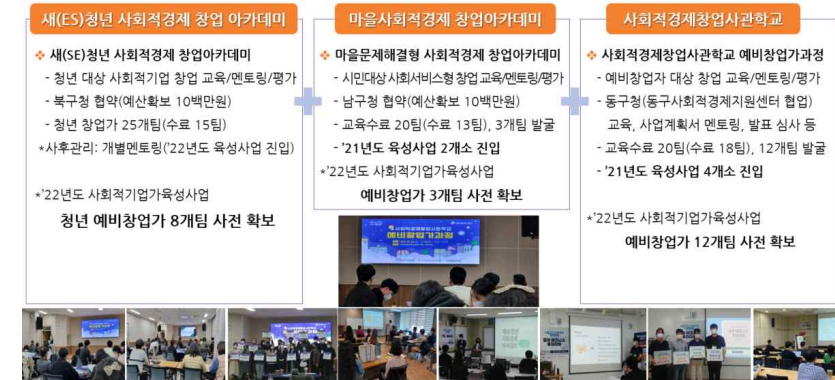 새(ES)청년 사회적경제 창업 아카데미
❖ 새(SE)청년 사회적경제 창업아카데미
- 청년 대상 사회적기업 창업 교육/멘토링/평가
- 북구청 협약(예산확보 10백만원)
- 청년 창업가 25개팀(수료 15팀)
*사후관리: 개별멘토링('22년도 육성사업 진입)
*'22년도 사회적기업가육성사업
청년 예비창업가 8개팀 사전 확보
마을사회적경제 창업아카데미
❖ 마을문제해결형 사회적경제 창업아카데미
- 시민대상 사회서비스형 창업 교육/멘토링/평가
- 남구청 협약(예산확보 10백만원)
- 교육수료 20팀(수료 13팀), 3개팀 발굴
- '21년도 육성사업 2개소 진입
*'22년도 사회적기업가육성사업
예비창업가 3개팀 사전 확보
사회적경제창업사관학교
예비창업가과정
사회적경제창업사관학교
❖ 사회적경제창업사관학교 예비창업가과정
- 예비창업자 대상 창업 교육/멘토링/평가
- 동구청(동구사회적경제지원센터 협업)
교육, 사업계획서 멘토링, 발표 심사 등
- 교육수료 20팀(수료 18팀), 12개팀 발굴
- '21년도 육성사업 4개소 진입
*'22년도 사회적기업가육성사업
예비창업가 12개팀 사전 확보